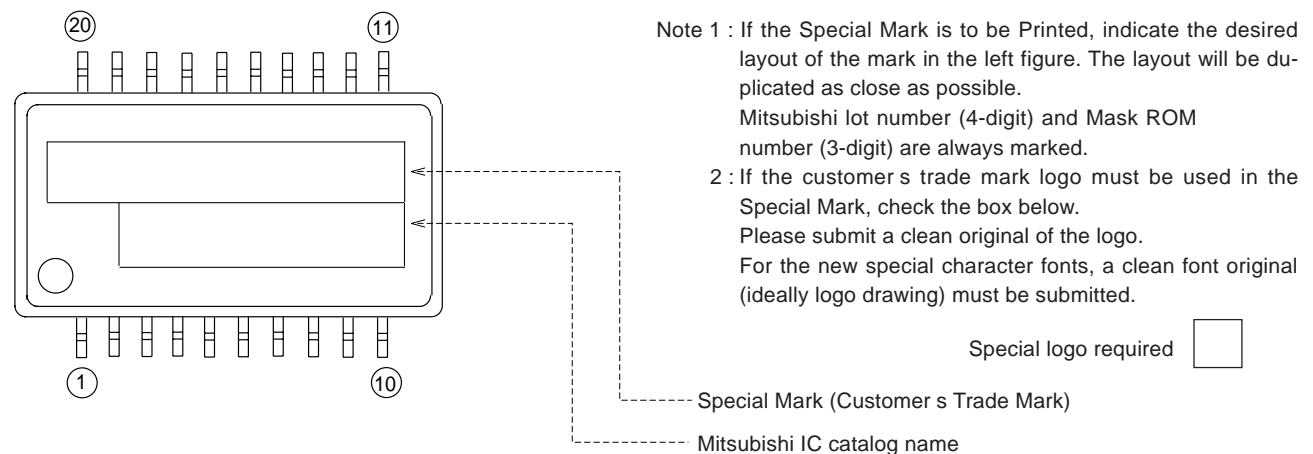 20
11
1
10
Note 1 : If the Special Mark is to be Printed, indicate the desired
layout of the mark in the left figure. The layout will be du-
plicated as close as possible.
Mitsubishi lot number (4-digit) and Mask ROM
number (3-digit) are always marked.
2 : If the customer s trade mark logo must be used in the
Special Mark, check the box below.
Please submit a clean original of the logo.
For the new special character fonts, a clean font original
(ideally logo drawing) must be submitted.
Special logo required
Special Mark (Customer s Trade Mark)
Mitsubishi IC catalog name